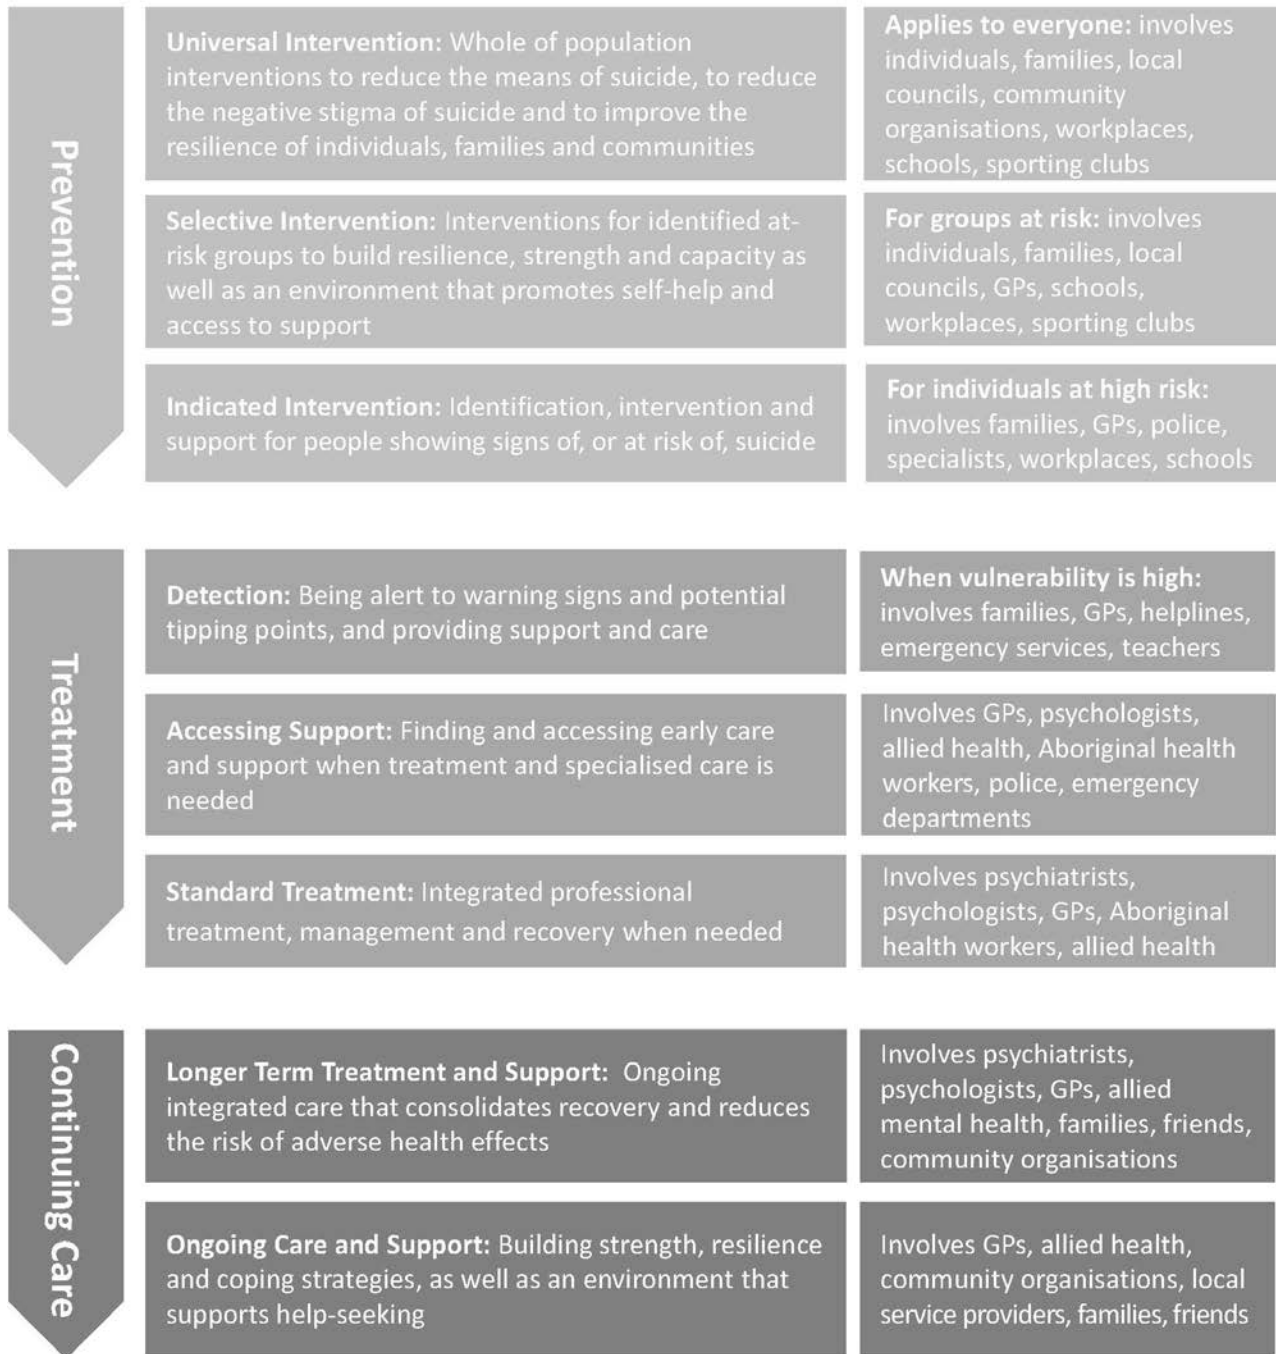 Prevention
Universal Intervention: Whole of population
interventions to reduce the means of suicide, to reduce
the negative stigma of suicide and to improve the
resilience of individuals, families and communities
Applies to everyone: involves
individuals, families, local
councils, community
organisations, workplaces,
schools, sporting clubs
Selective Intervention: Interventions for identified at-
risk groups to build resilience, strength and capacity as
well as an environment that promotes self-help and
access to support
For groups at risk: involves
individuals, families, local
councils, GPs, schools,
workplaces, sporting clubs
Indicated Intervention: Identification, intervention and
support for people showing signs of, or at risk of, suicide
For individuals at high risk:
involves families, GPs, police,
specialists, workplaces, schools
Treatment
Detection: Being alert to warning signs and potential
tipping points, and providing support and care
When vulnerability is high:
involves families, GPs, helplines,
emergency services, teachers
Accessing Support: Finding and accessing early care
and support when treatment and specialised care is
needed
Involves GPs, psychologists,
allied health, Aboriginal health
workers, police, emergency
departments
Standard Treatment: Integrated professional
treatment, management and recovery when needed
Involves psychiatrists,
psychologists, GPs, Aboriginal
health workers, allied health
Continuing Care
Longer Term Treatment and Support: Ongoing
integrated care that consolidates recovery and reduces
the risk of adverse health effects
Involves psychiatrists,
psychologists, GPs, allied
mental health, families, friends,
community organisations
Ongoing Care and Support: Building strength, resilience
and coping strategies, as well as an environment that
supports help-seeking
Involves GPs, allied health,
community organisations, local
service providers, families, friends